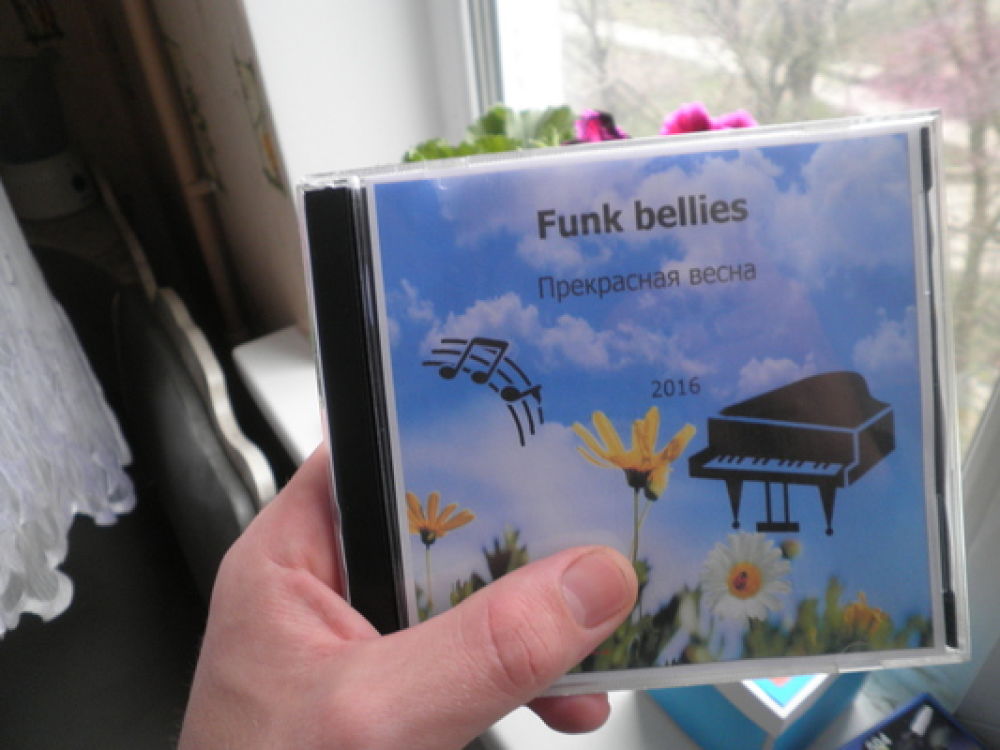 Funk bellies
Прекрасная весна
2016